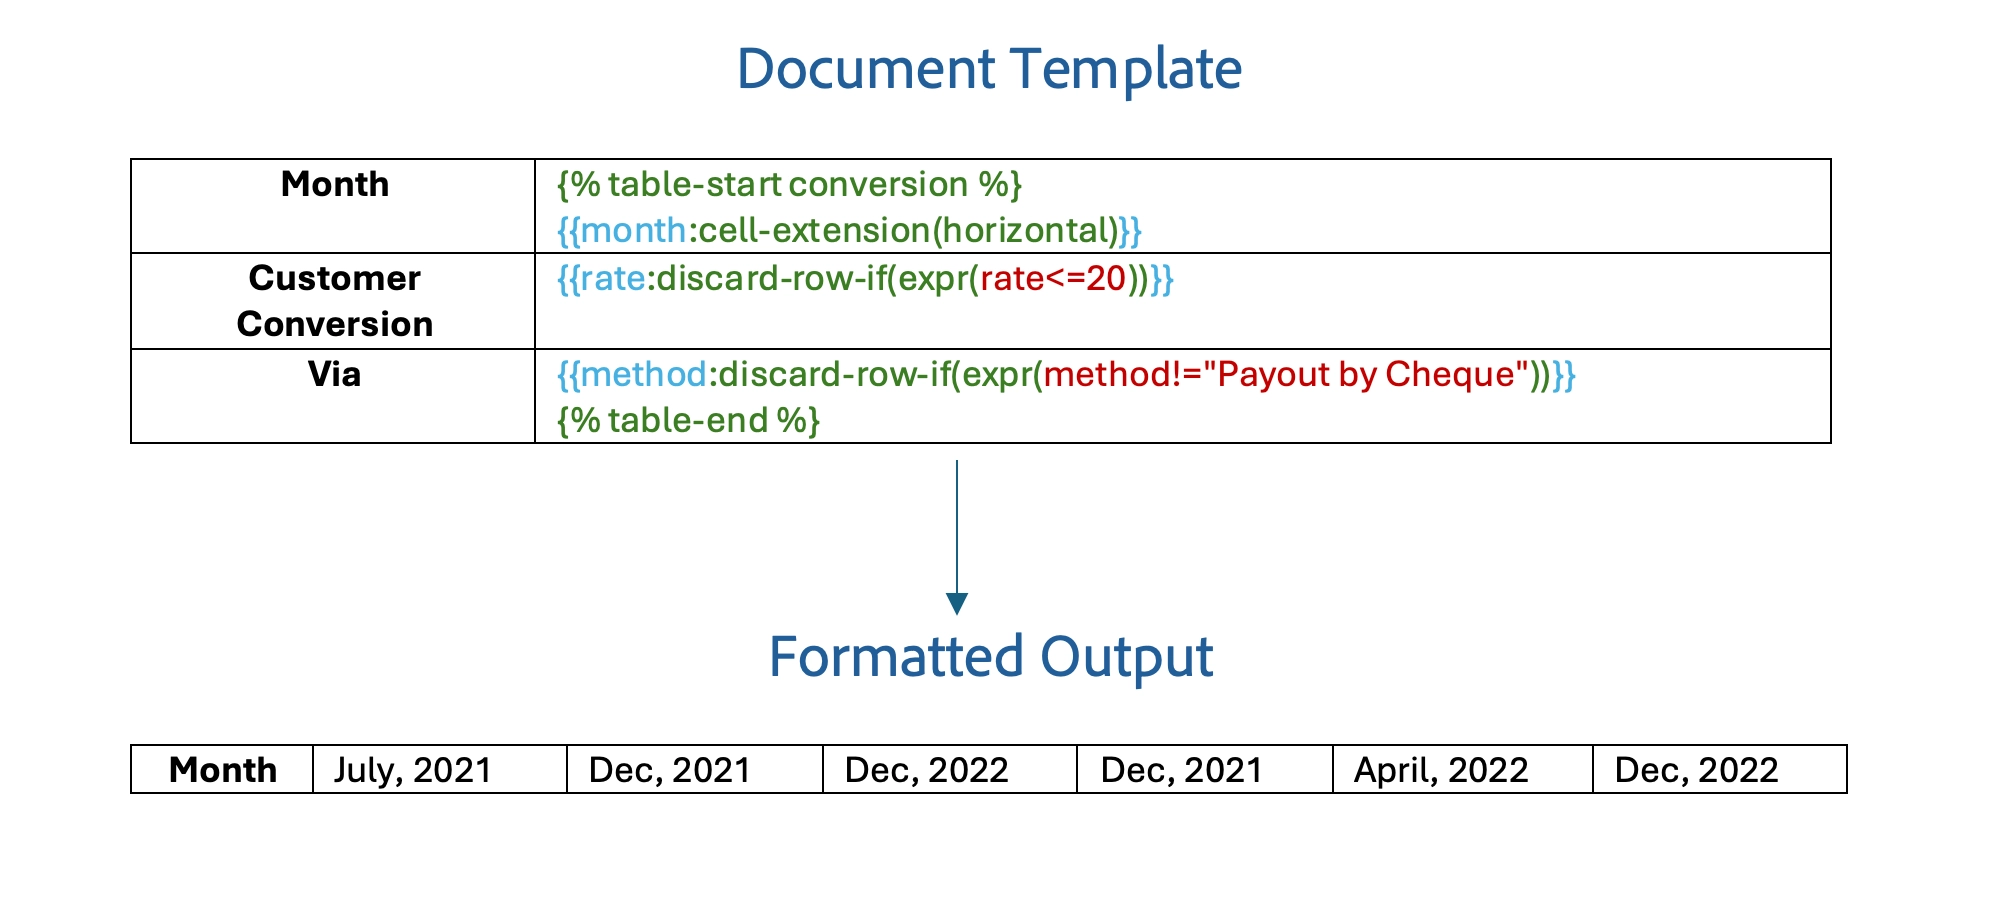 Document Template
Month
{% table-start conversion %}
{{month:cell-extension(horizontal)}}
Customer
Conversion
{{rate:discard-row-if(expr(rate<=20))}}
Via
{{method:discard-row-if(expr(method!="Payout by Cheque"))}}
{% table-end %}
Formatted Output
Month July, 2021 Dec, 2021 Dec, 2022 Dec, 2021 April, 2022 Dec, 2022